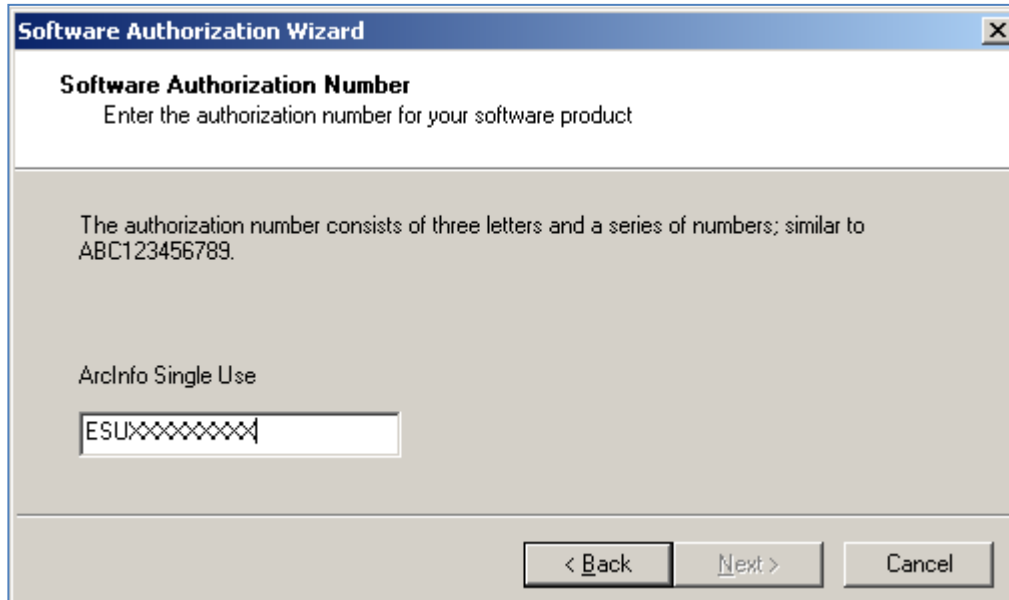 Software Authorization Wizard
Software Authorization Number
Enter the authorization number for your software product
The authorization number consists of three letters and a series of numbers; similar to
ABC123456789.
ArcInfo Single Use
ESUXXXXXXXXX
< Back Next > Cancel